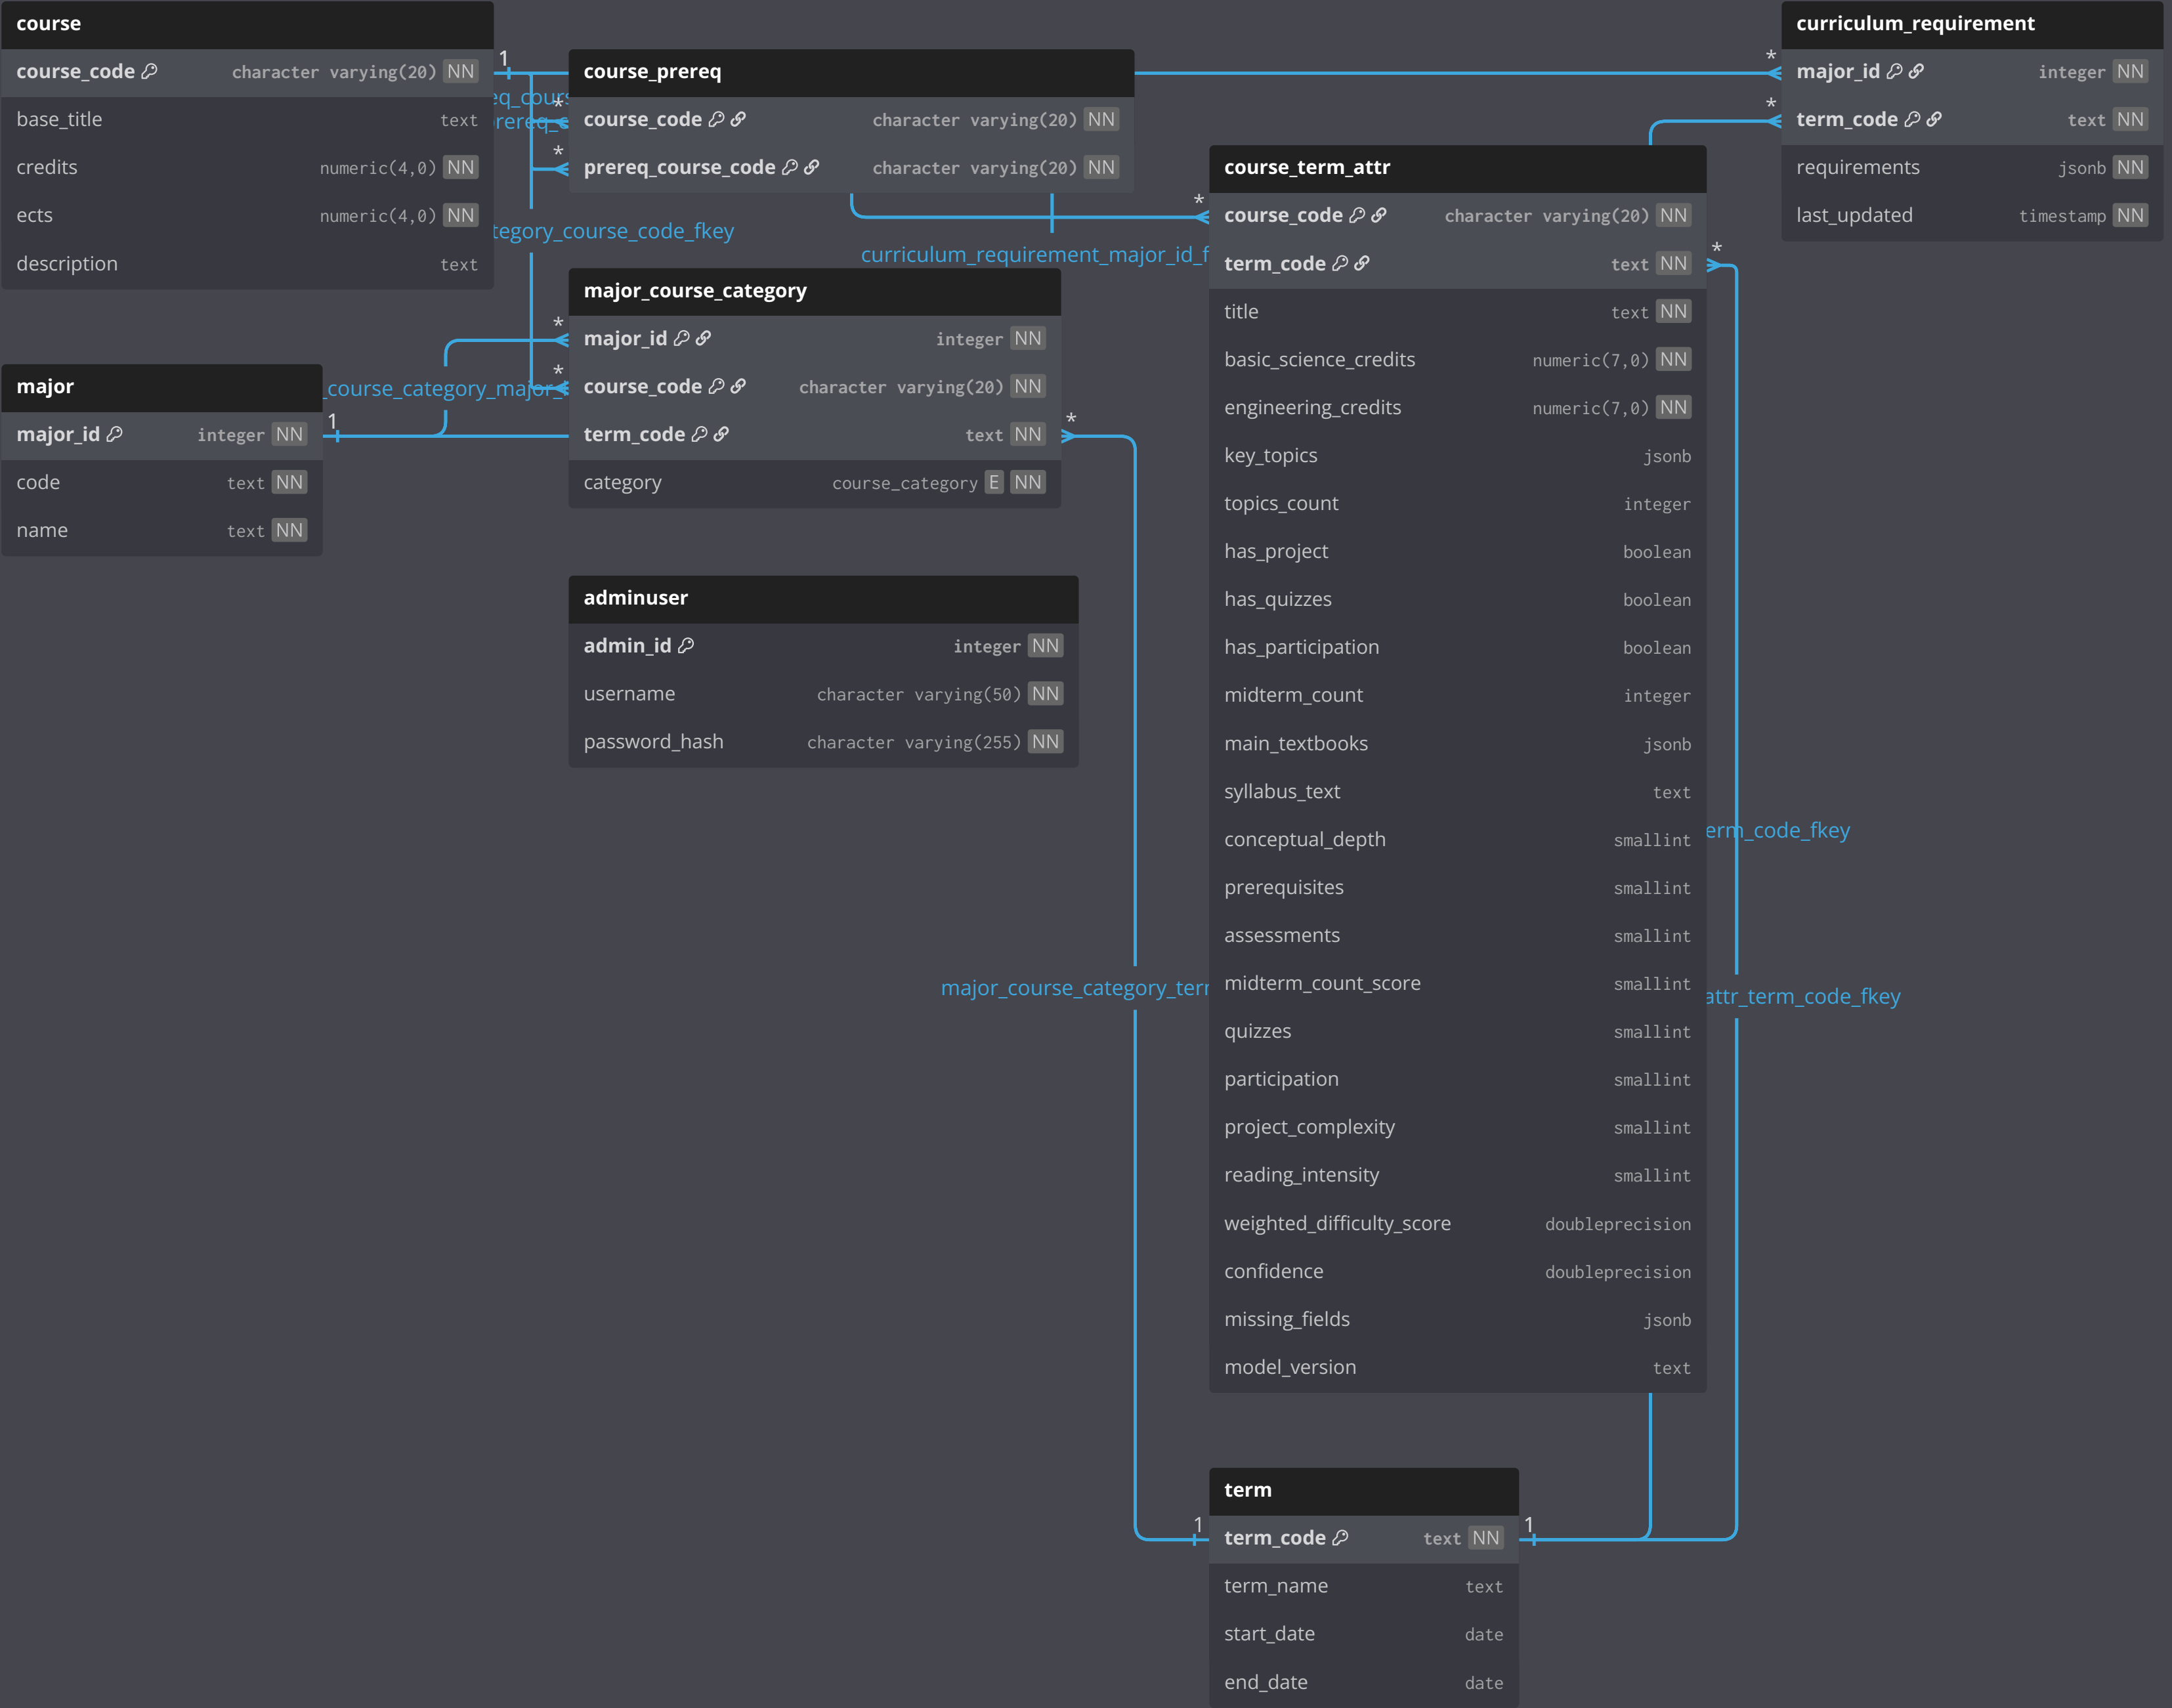 course
course_code character varying(20) NN
base_title text
credits numeric(4,0) NN
ects numeric(4,0) NN
description text
1
course_prereq
* course_code character varying(20) NN
* prereq_course_code character varying(20) NN
curriculum_requirement
* major_id integer NN
* term_code text NN
requirements jsonb NN
last_updated timestamp NN
tegory_course_code_fkey
curriculum_requirement_major_id_f
major_course_category
* major_id integer NN
* course_code character varying(20) NN
term_code text NN *
category course_category E NN
major
major_id integer NN
code text NN
name text NN
1
_course_category_major_
adminuser
admin_id integer NN
username character varying(50) NN
password_hash character varying(255) NN
course_term_attr
* course_code character varying(20) NN
term_code text NN *
title text NN
basic_science_credits numeric(7,0) NN
engineering_credits numeric(7,0) NN
key_topics jsonb
topics_count integer
has_project boolean
has_quizzes boolean
has_participation boolean
midterm_count integer
main_textbooks jsonb
syllabus_text text
conceptual_depth smallint
prerequisites smallint
assessments smallint
midterm_count_score smallint
quizzes smallint
participation smallint
project_complexity smallint
reading_intensity smallint
weighted_difficulty_score doubleprecision
confidence doubleprecision
missing_fields jsonb
model_version text
erm_code_fkey
major_course_category_ter
attr_term_code_fkey
term
1 term_code text NN 1
term_name text
start_date date
end_date date